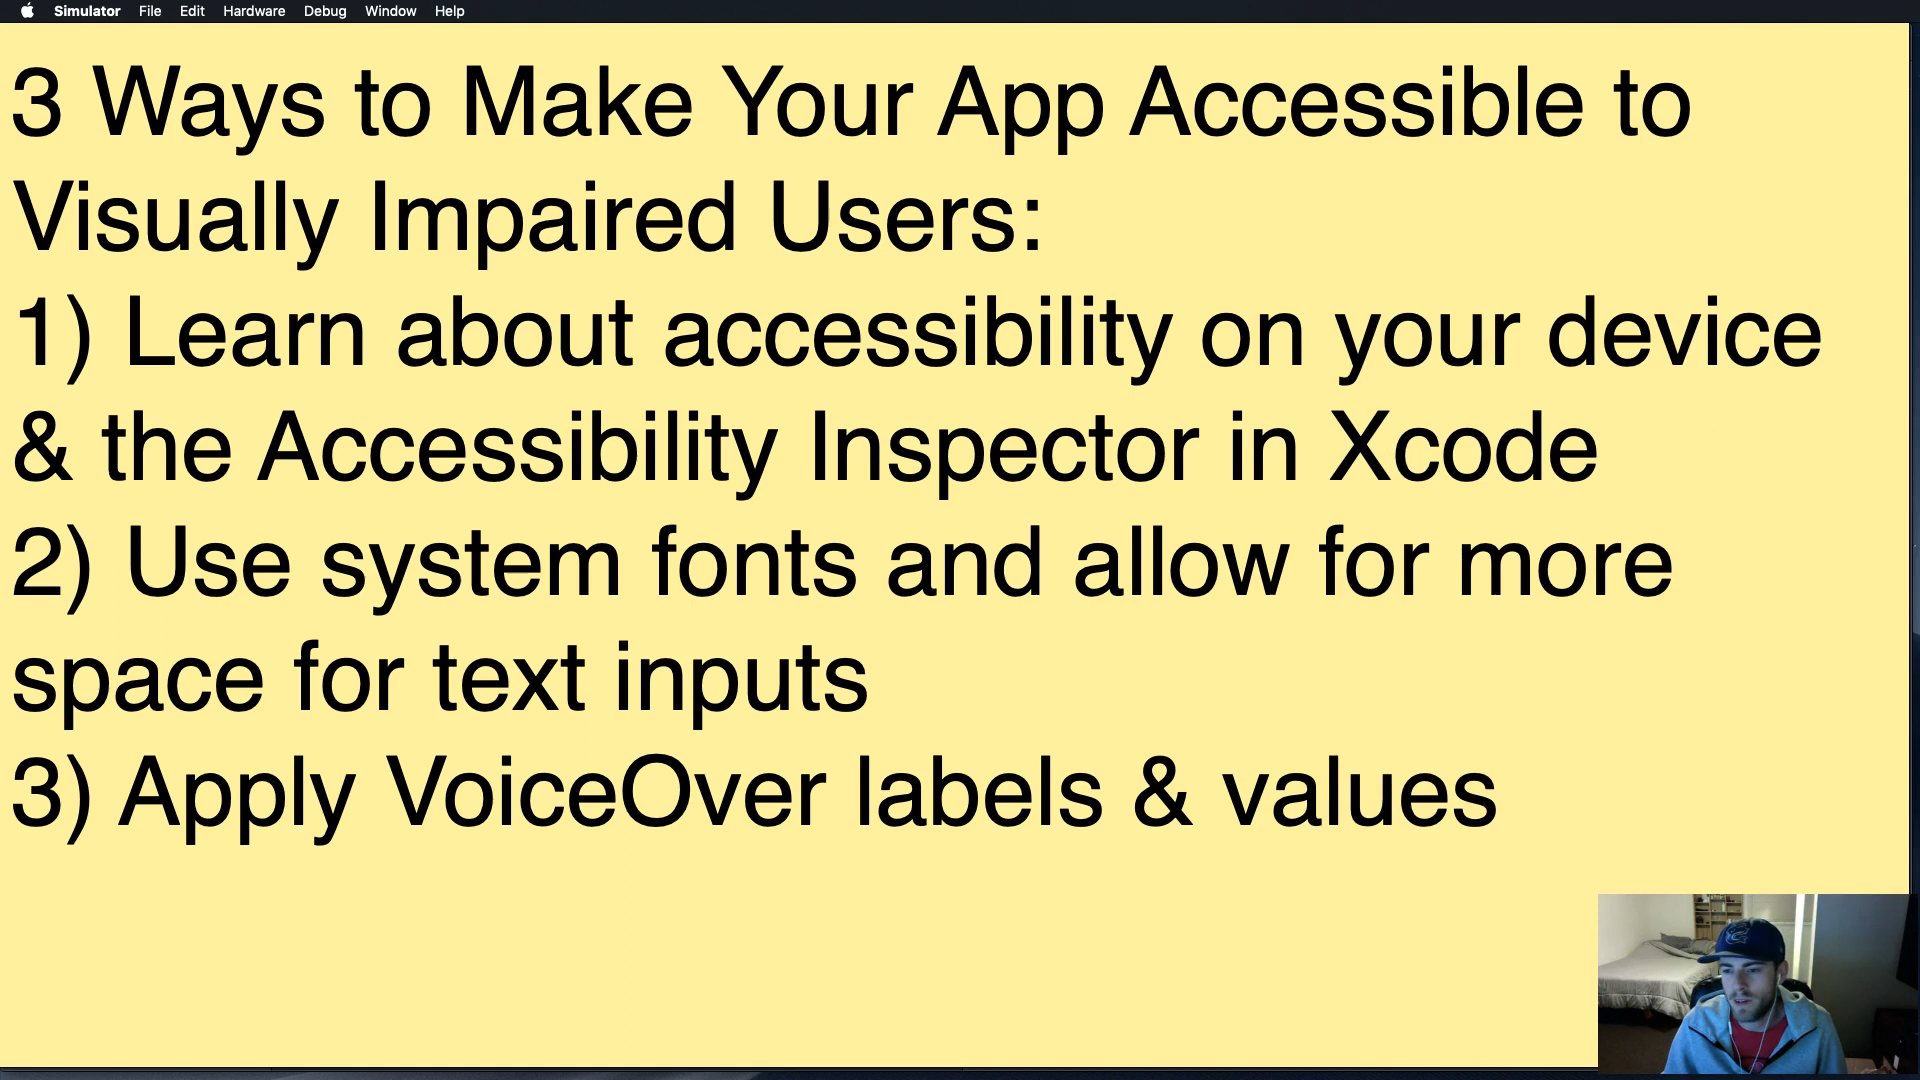 Simulator File Edit Hardware Debug Window Help
3 Ways to Make Your App Accessible to
Visually Impaired Users:
1) Learn about accessibility on your device
& the Accessibility Inspector in Xcode
2) Use system fonts and allow for more
space for text inputs
3) Apply VoiceOver labels & values